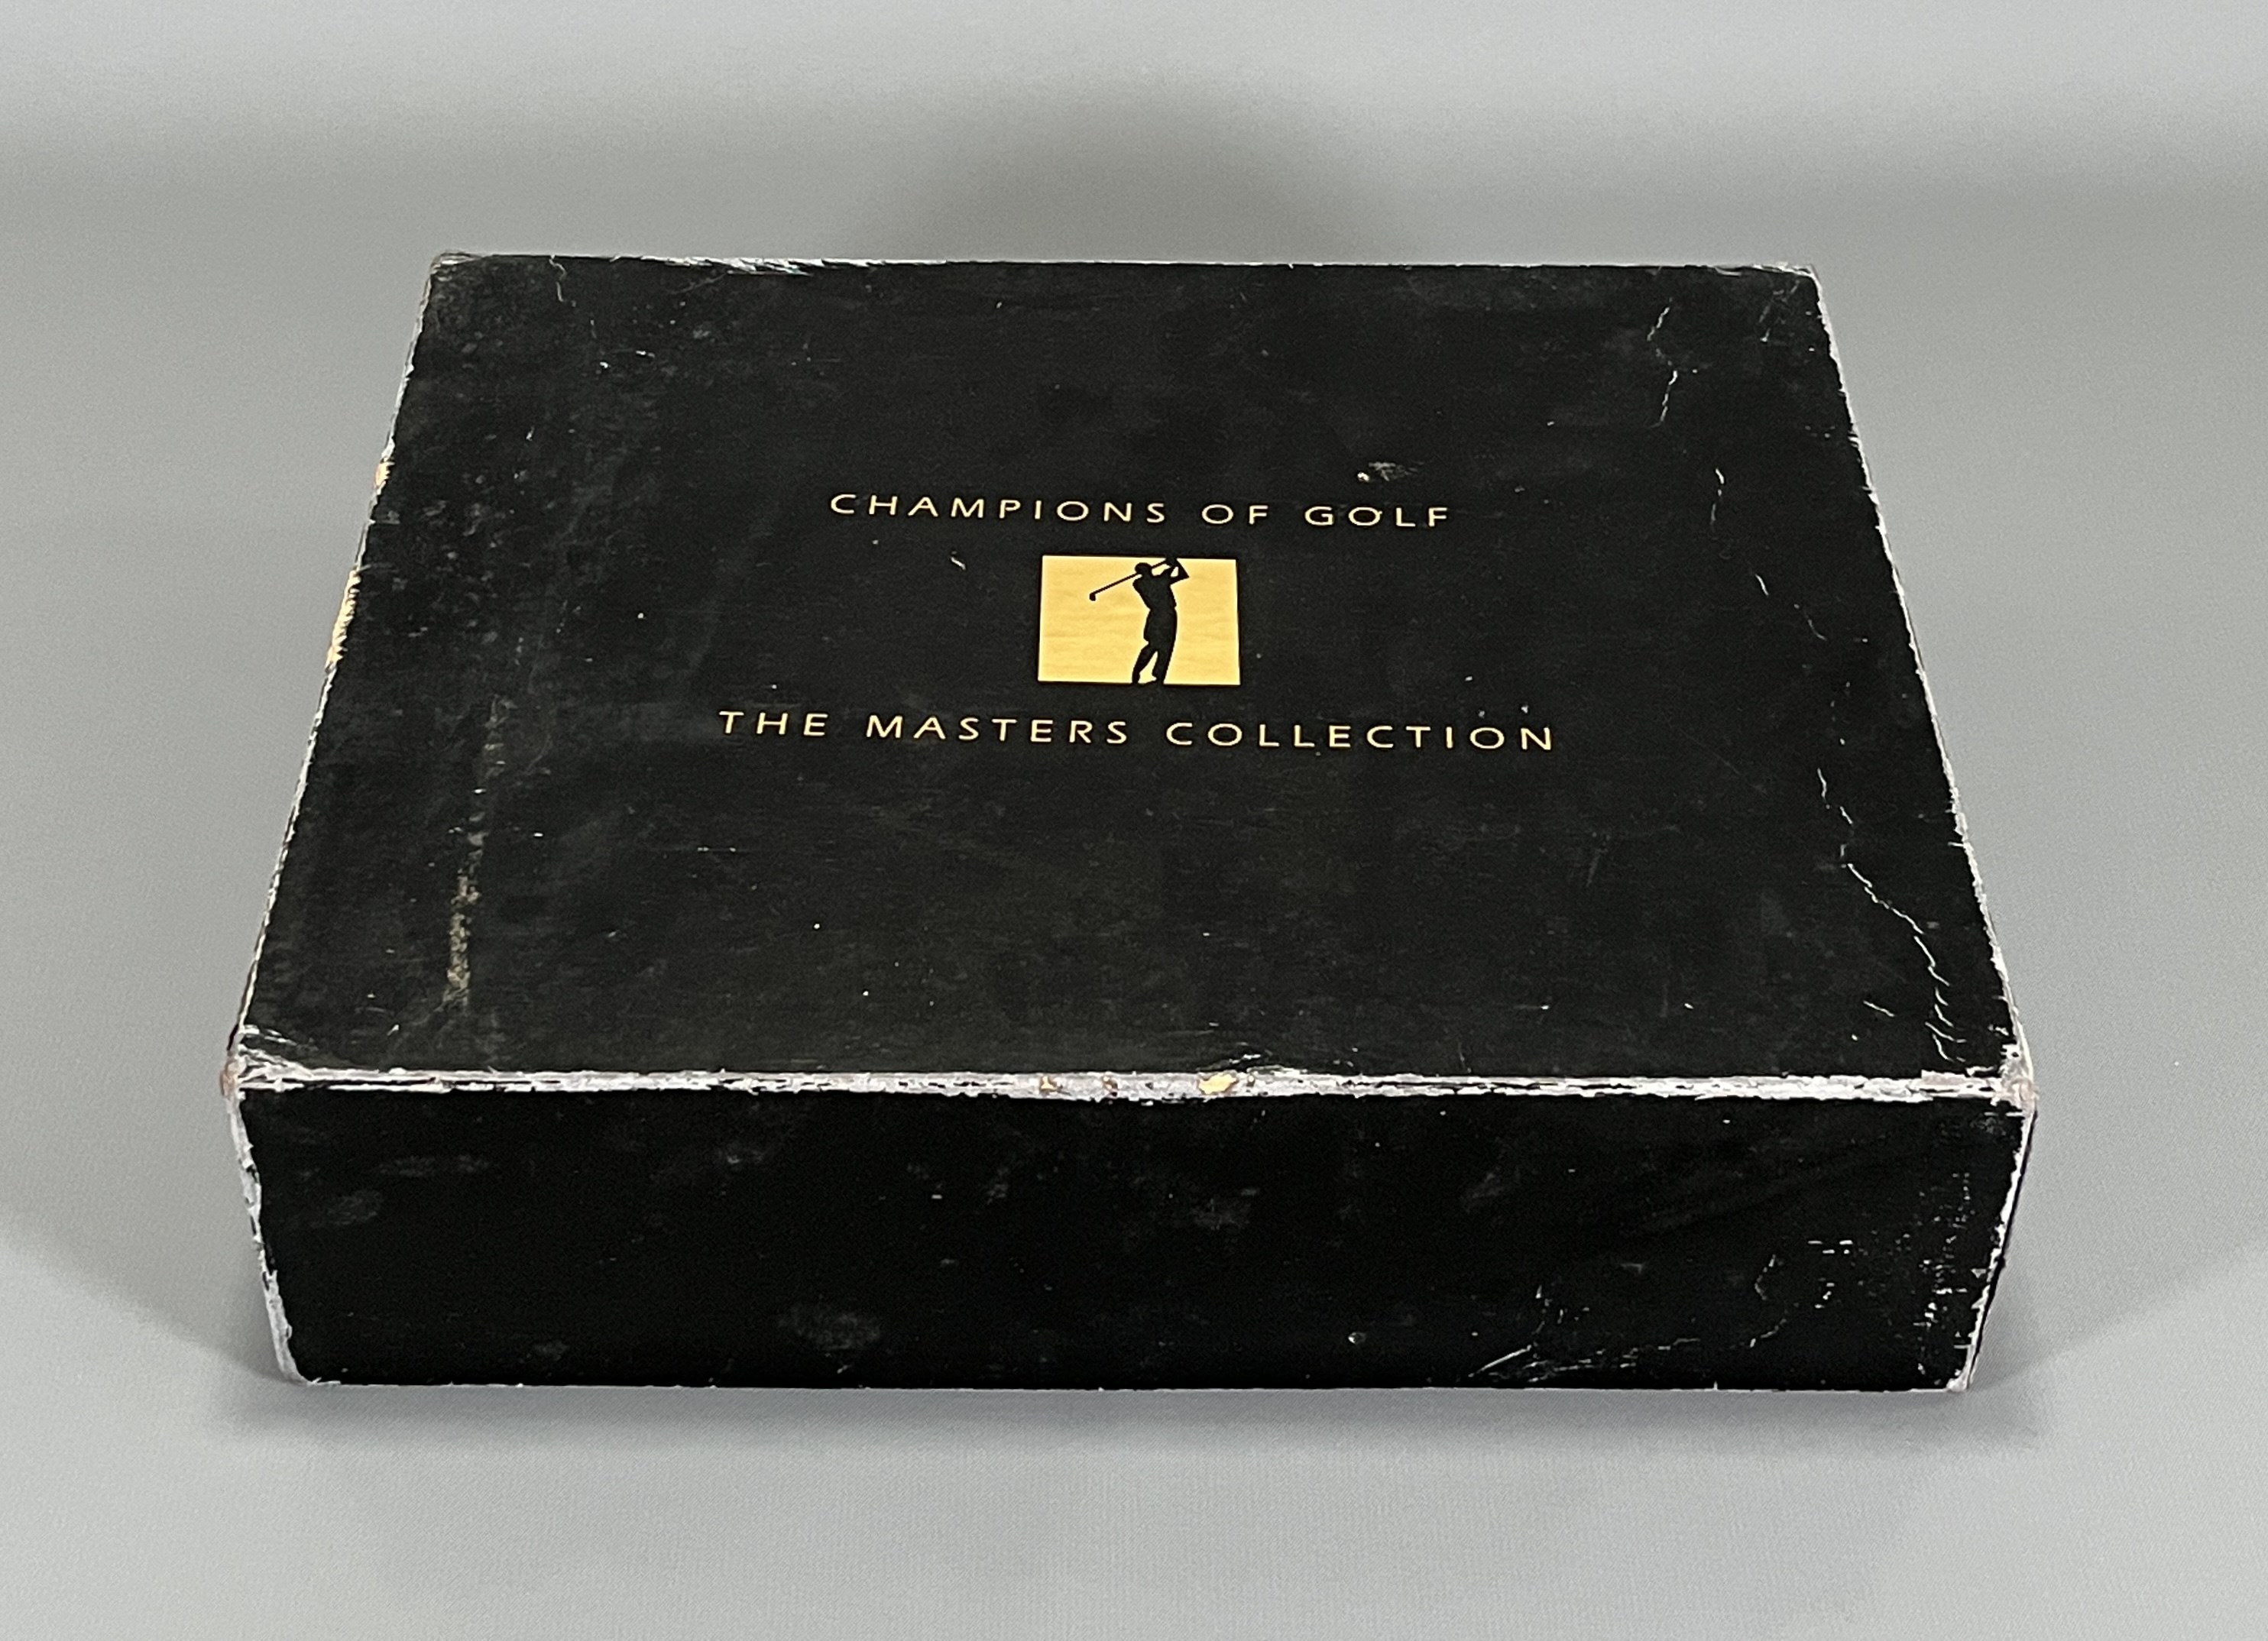 CHAMPIONS OF GOLF
THE MASTERS COLLECTION